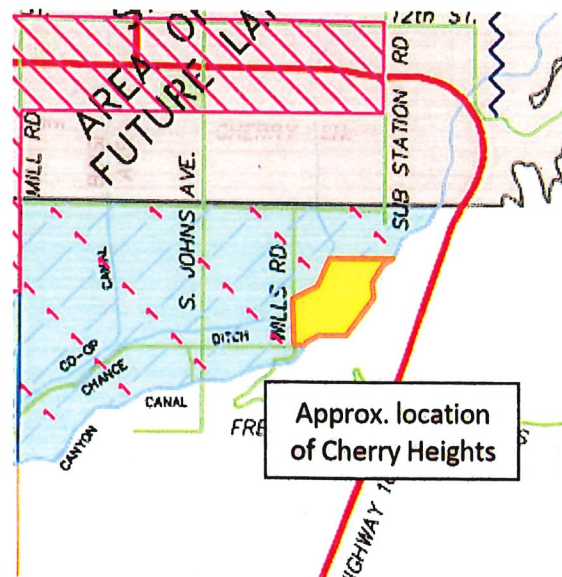 12th ST.
AREA OF
FUTURE LA
MILL RD
S. JOHNS AVE.
SUB STATION RD
CANAL
MILLS RD
DITCH
CO-OP
CHANCE
CANAL
CANYON
FRE
Approx. location
of Cherry Heights
S
HIGHWAY 1